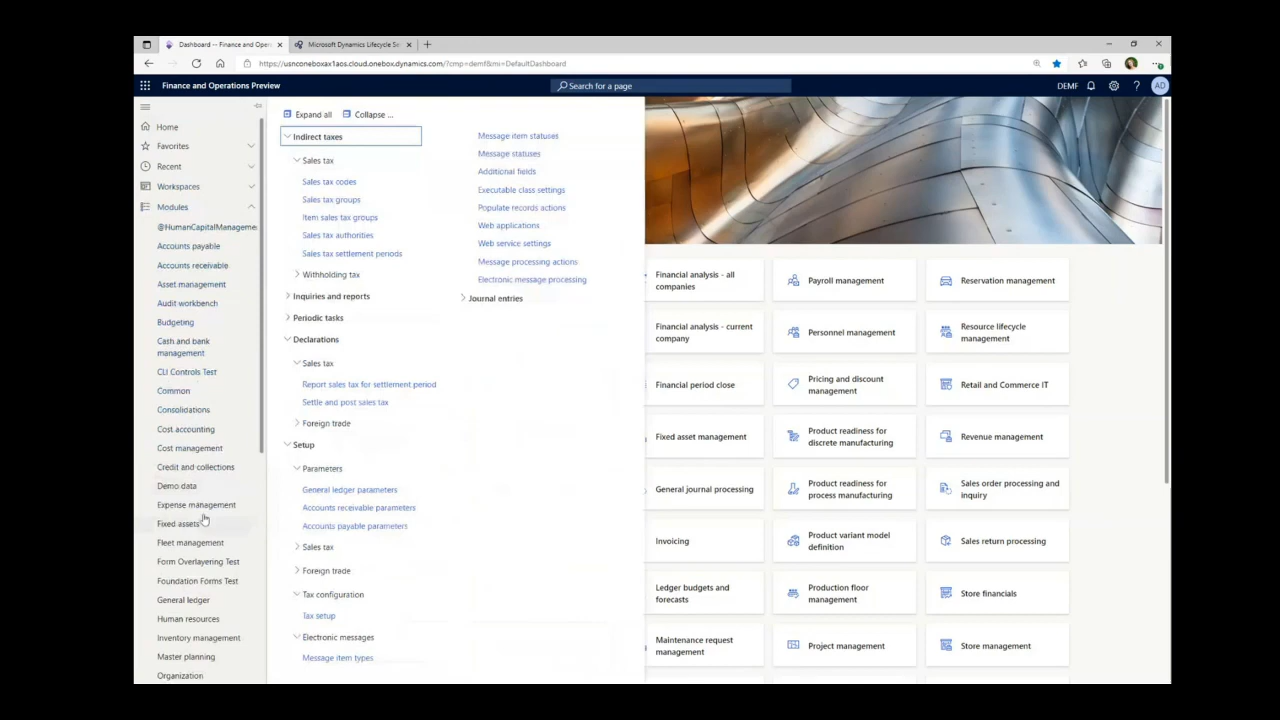 Dashboard -- Finance and Oper
Microsoft Dynamics Lifecycle Se
https://usnconeboxax1aos.cloud.onebox.dynamics.com/?cmp=demf&mi=DefaultDashboard
Finance and Operations Preview
Search for a page
DEMF
?
AD
Home
Favorites
Recent
Workspaces
Modules
@HumanCapitalManageme
Accounts payable
Accounts receivable
Asset management
Audit workbench
Budgeting
Cash and bank
management
CLI Controls Test
Common
Consolidations
Cost accounting
Cost management
Credit and collections
Demo data
Expense management
Fixed assets
Fleet management
Form Overlayering Test
Foundation Forms Test
General ledger
Human resources
Inventory management
Master planning
Organization
Expand all
Collapse ...
Indirect taxes
Sales tax
Sales tax codes
Sales tax groups
Item sales tax groups
Sales tax authorities
Sales tax settlement periods
Withholding tax
Inquiries and reports
Periodic tasks
Declarations
Sales tax
Report sales tax for settlement period
Settle and post sales tax
Foreign trade
Setup
Parameters
General ledger parameters
Accounts receivable parameters
Accounts payable parameters
Sales tax
Foreign trade
Tax configuration
Tax setup
Electronic messages
Message item types
Message item statuses
Message statuses
Additional fields
Executable class settings
Populate records actions
Web applications
Web service settings
Message processing actions
Electronic message processing
Journal entries
Financial analysis - all
companies
Financial analysis - current
company
Financial period close
Fixed asset management
General journal processing
Invoicing
Ledger budgets and
forecasts
Maintenance request
management
Payroll management
Personnel management
Pricing and discount
management
Product readiness for
discrete manufacturing
Product readiness for
process manufacturing
Product variant model
definition
Production floor
management
Project management
Reservation management
Resource lifecycle
management
Retail and Commerce IT
Revenue management
Sales order processing and
inquiry
Sales return processing
Store financials
Store management